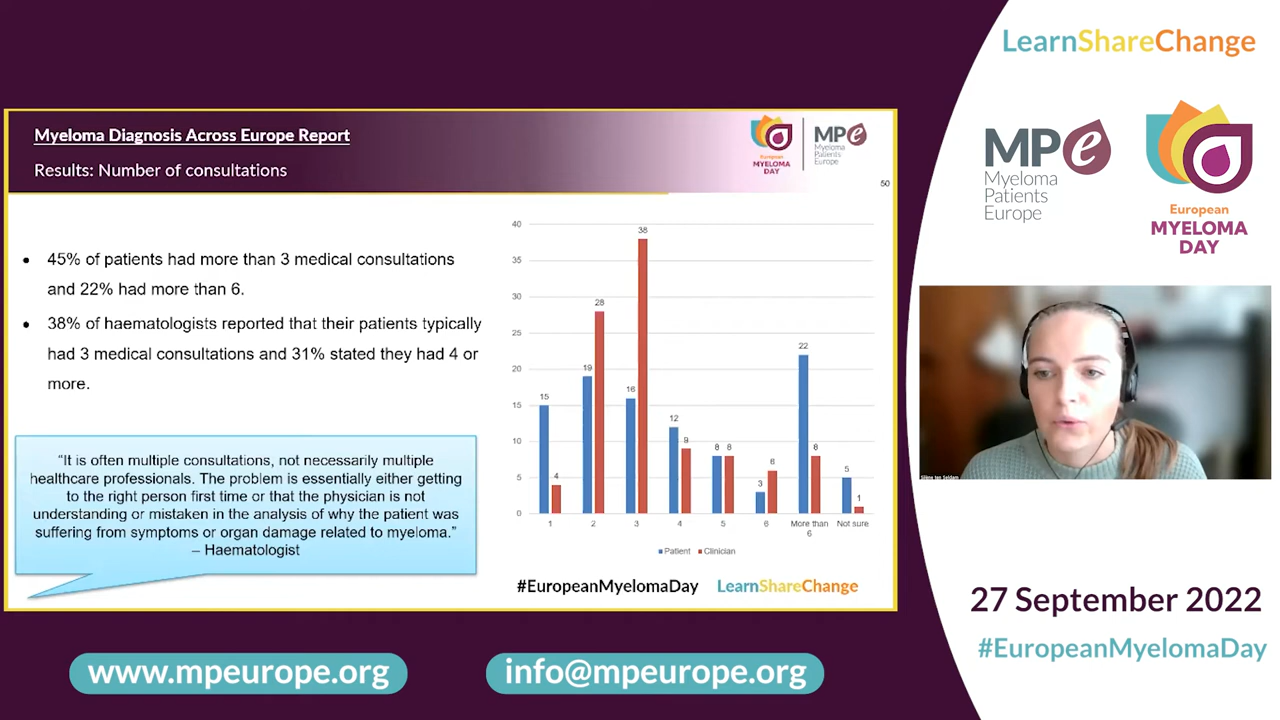 LearnShareChange
MPe
Myeloma
Patients
Europe
European
MYELOMA
DAY
Myeloma Diagnosis Across Europe Report
Results: Number of consultations
European
MYELOMA
DAY
MPe
Myeloma
Patients
Europe
50
• 45% of patients had more than 3 medical consultations
and 22% had more than 6.
• 38% of haematologists reported that their patients typically
had 3 medical consultations and 31% stated they had 4 or
more.
“It is often multiple consultations, not necessarily multiple
healthcare professionals. The problem is essentially either getting
to the right person first time or that the physician is not
understanding or mistaken in the analysis of why the patient was
suffering from symptoms or organ damage related to myeloma.”
– Haematologist
40
35
30
25
20
15
10
5
0
15
4
19
28
16
38
12
9
8
8
3
6
22
8
5
1
1 2 3 4 5 6 More than Not sure
6
Patient Clinician
#EuropeanMyelomaDay LearnShareChange
Silène ten Seldam
27 September 2022
#EuropeanMyelomaDay
www.mpeurope.org info@mpeurope.org